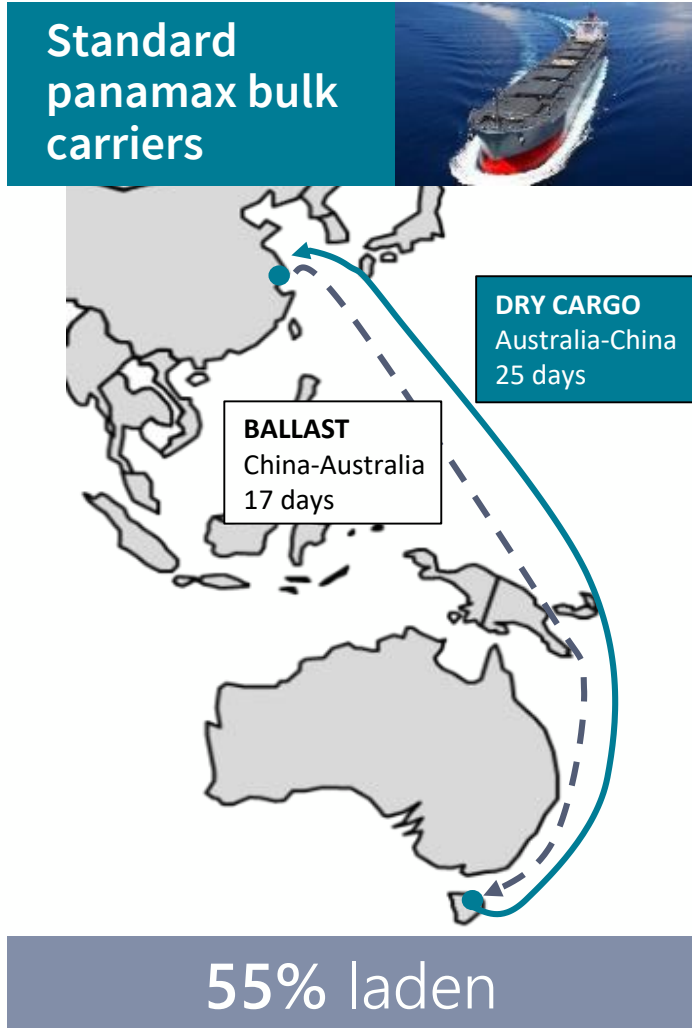 Standard
panamax bulk
carriers
DRY CARGO
Australia-China
25 days
BALLAST
China-Australia
17 days
55% laden